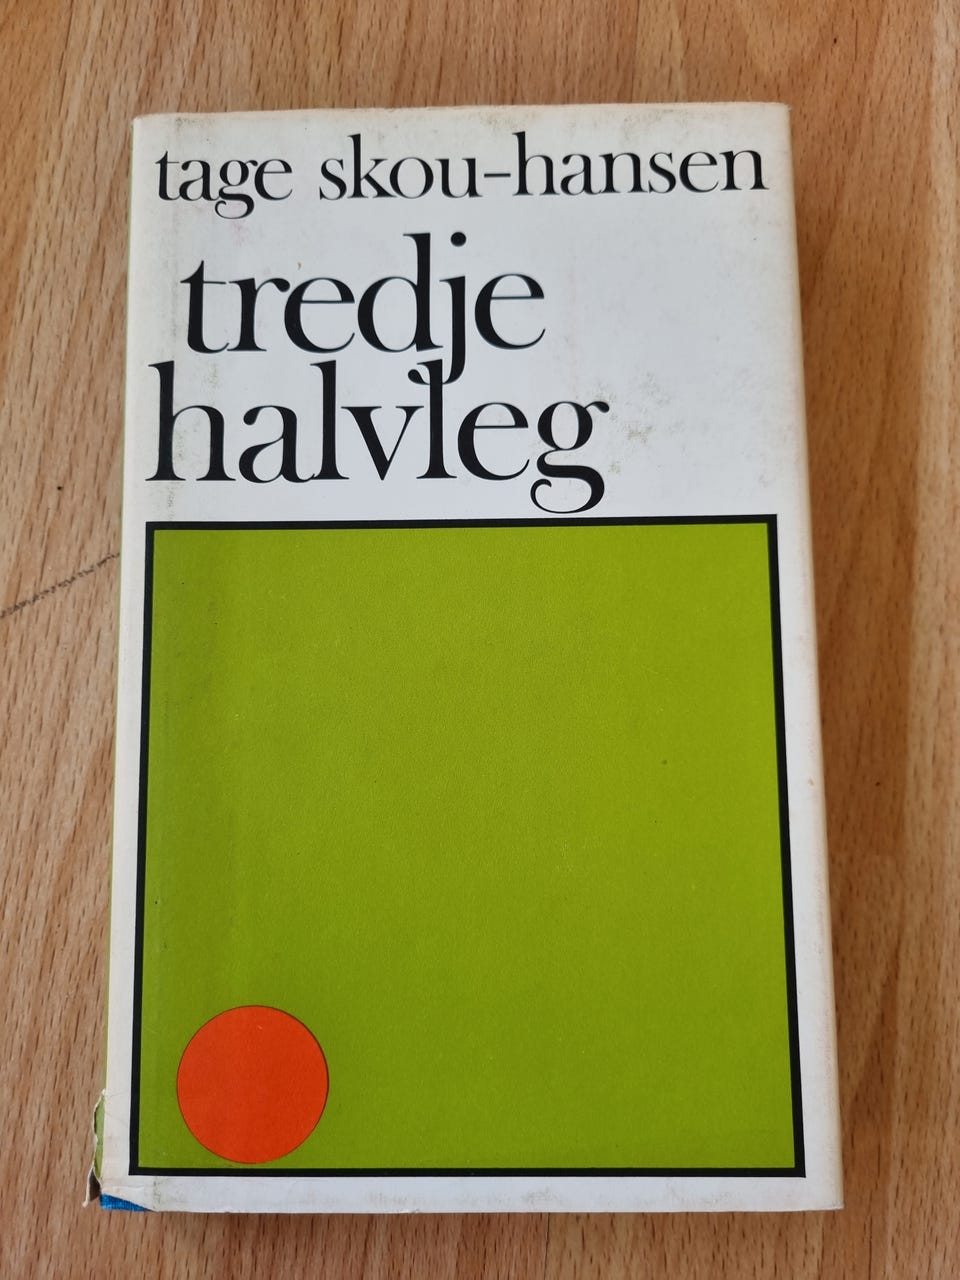 tage skou-hansen
tredje
halvleg